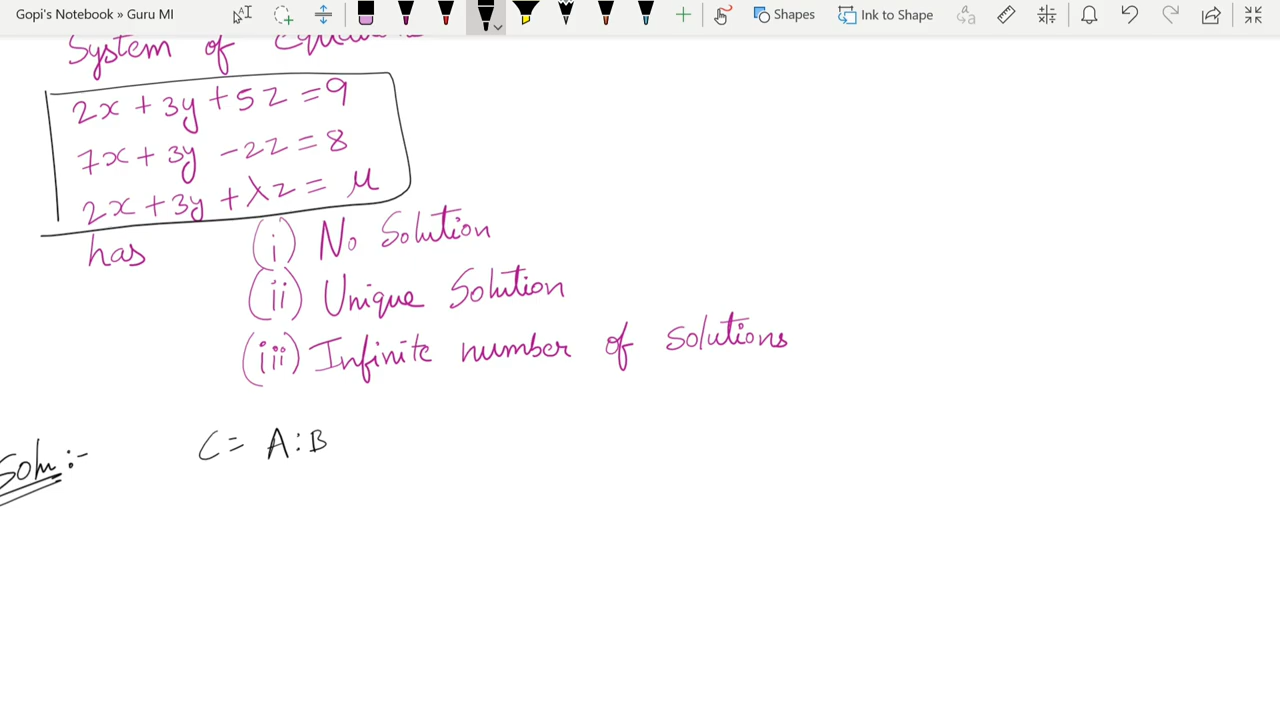 Gopi's Notebook » Guru MI
Shapes
Ink to Shape
System of Equations
2x + 3y + 5z = 9
7x + 3y - 2z = 8
2x + 3y + λz = μ
has (i) No Solution
(ii) Unique Solution
(iii) Infinite number of solutions
Soln :- C = A:B